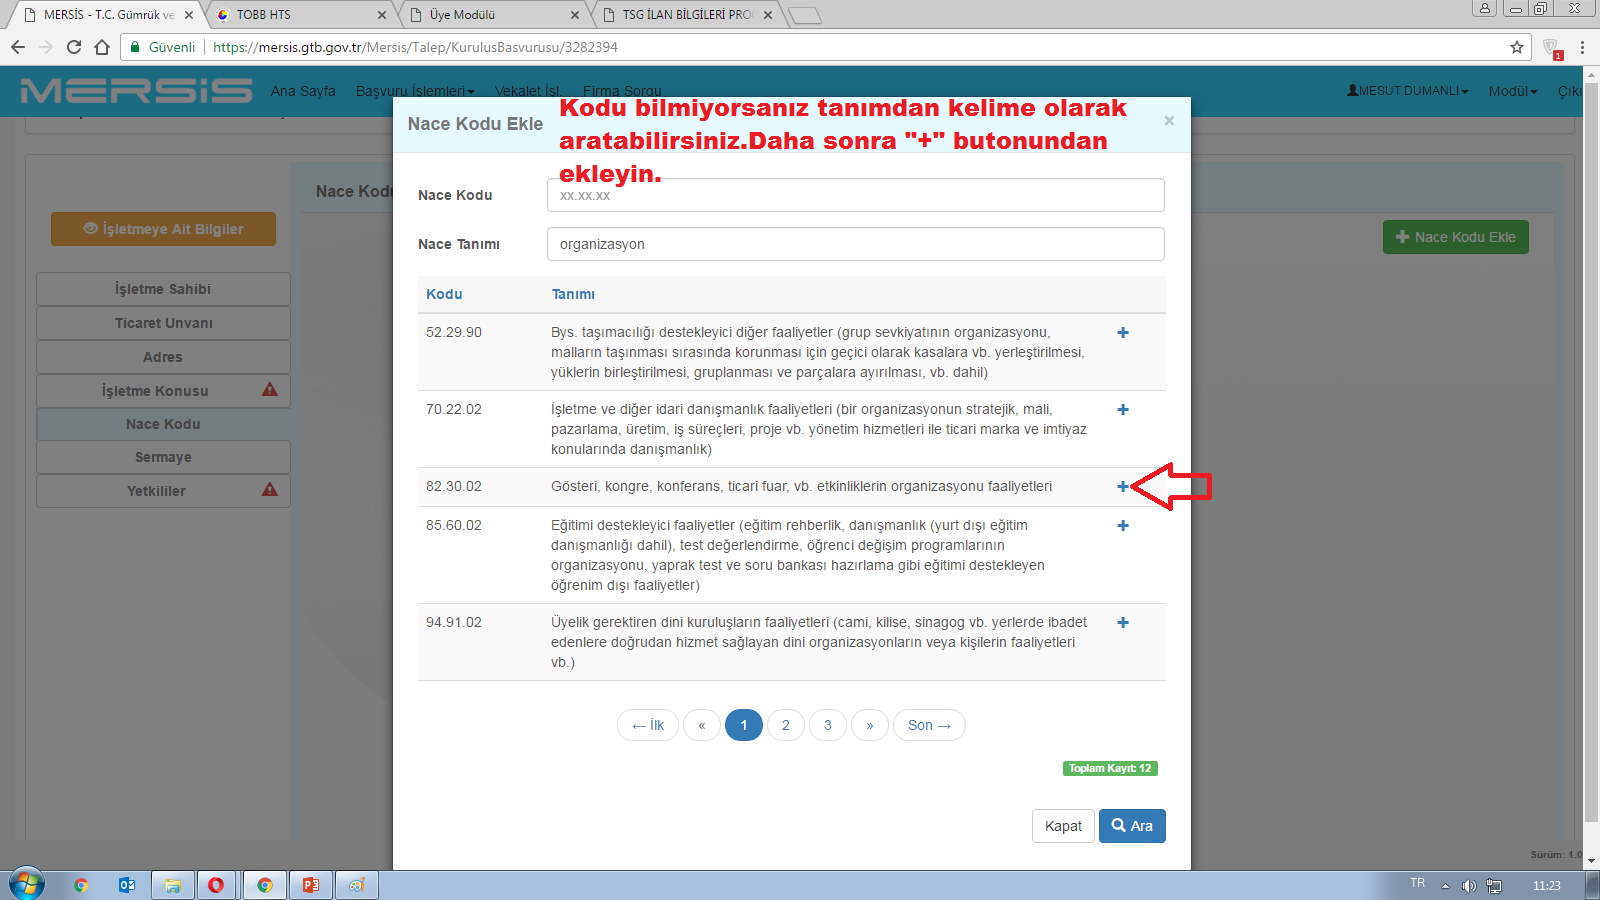 MERSİS - T.C. Gümrük ve
TOBB HTS
Üye Modülü
TSG İLAN BİLGİLERİ PRO
Güvenli
https://mersis.gtb.gov.tr/Mersis/Talep/KurulusBasvurusu/3282394
1
MERSiS
Ana Sayfa
Başvuru İşlemleri
Vekalet İşl.
Firma Sorgu
MESUT DUMANLI
Modül
Çıkı
Nace Kodu Ekle
Kodu bilmiyorsanız tanımdan kelime olarak
aratabilirsiniz.Daha sonra "+" butonundan
ekleyin.
×
Nace Kodu
xx.xx.xx
Nace Tanımı
organizasyon
Nace Kodu
İşletmeye Ait Bilgiler
Nace Kodu Ekle
İşletme Sahibi
Ticaret Unvanı
Adres
İşletme Konusu
Nace Kodu
Sermaye
Yetkililer
Kodu Tanımı
52.29.90 Bys. taşımacılığı destekleyici diğer faaliyetler (grup sevkiyatının organizasyonu,
malların taşınması sırasında korunması için geçici olarak kasalara vb. yerleştirilmesi,
yüklerin birleştirilmesi, gruplanması ve parçalara ayırılması, vb. dahil)
70.22.02 İşletme ve diğer idari danışmanlık faaliyetleri (bir organizasyonun stratejik, mali,
pazarlama, üretim, iş süreçleri, proje vb. yönetim hizmetleri ile ticari marka ve imtiyaz
konularında danışmanlık)
82.30.02 Gösteri, kongre, konferans, ticari fuar, vb. etkinliklerin organizasyonu faaliyetleri
85.60.02 Eğitimi destekleyici faaliyetler (eğitim rehberlik, danışmanlık (yurt dışı eğitim
danışmanlığı dahil), test değerlendirme, öğrenci değişim programlarının
organizasyonu, yaprak test ve soru bankası hazırlama gibi eğitimi destekleyen
öğrenim dışı faaliyetler)
94.91.02 Üyelik gerektiren dini kuruluşların faaliyetleri (cami, kilise, sinagog vb. yerlerde ibadet
edenlere doğrudan hizmet sağlayan dini organizasyonların veya kişilerin faaliyetleri
vb.)
← İlk « 1 2 3 » Son →
Toplam Kayıt: 12
Kapat
Ara
Sürüm: 1.0
TR
11:23